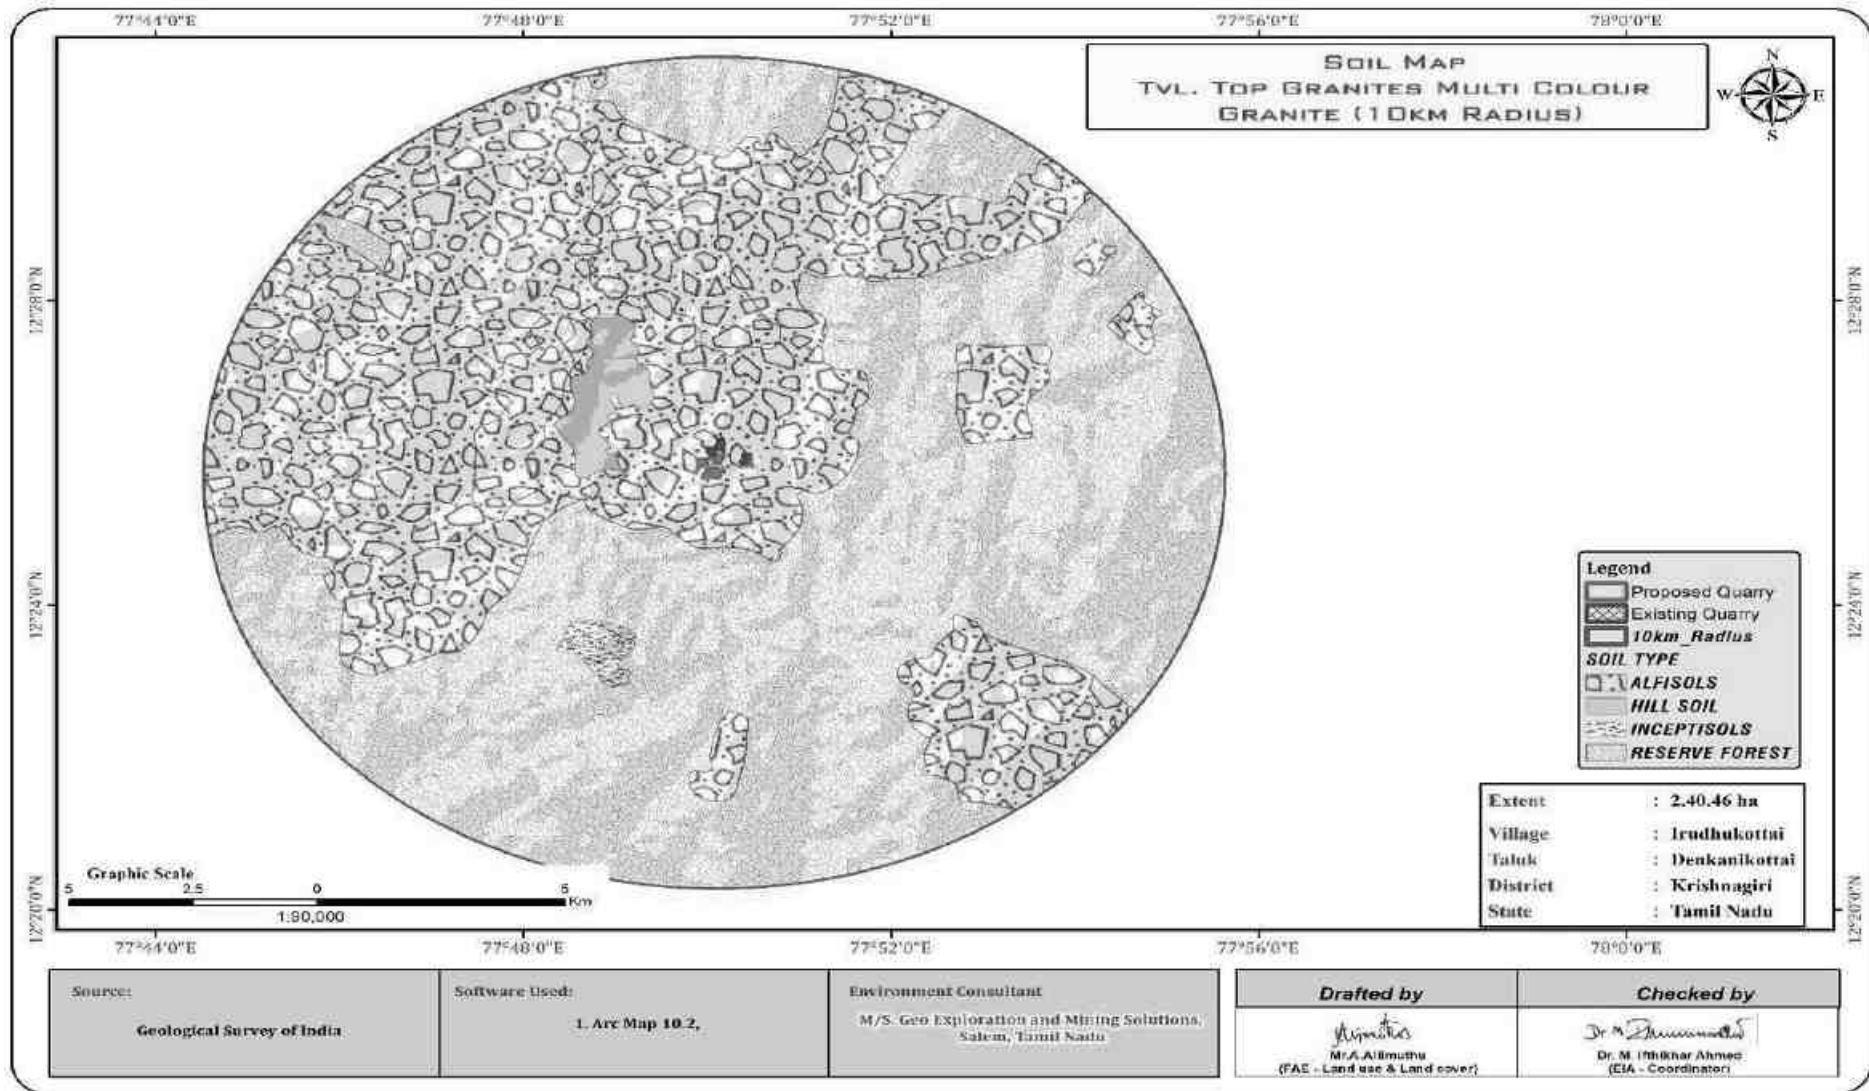 77°44'0"E 77°48'0"E 77°52'0"E 77°56'0"E 78°0'0"E
SOIL MAP
TVL. TOP GRANITES MULTI COLOUR
GRANITE (10KM RADIUS)
N
W E
S
12°28'0"N 12°28'0"N
12°24'0"N 12°24'0"N
12°20'0"N 12°20'0"N
Legend
Proposed Quarry
Existing Quarry
10km_Radius
SOIL TYPE
ALFISOLS
HILL SOIL
INCEPTISOLS
RESERVE FOREST
Extent : 2.40.46 ha
Village : Irudhukottai
Taluk : Denkanikottai
District : Krishnagiri
State : Tamil Nadu
Graphic Scale
5 2.5 0 5
Km
1:90,000
77°44'0"E 77°48'0"E 77°52'0"E 77°56'0"E 78°0'0"E
Source:
Geological Survey of India
Software Used:
1. Arc Map 10.2,
Environment Consultant
M/S. Geo Exploration and Mining Solutions,
Salem, Tamil Nadu
Drafted by
Mr.A.Allimuthu
(FAE - Land use & Land cover)
Checked by
Dr. M.
Dr. M. Ifthikhar Ahmed
(EIA - Coordinator)